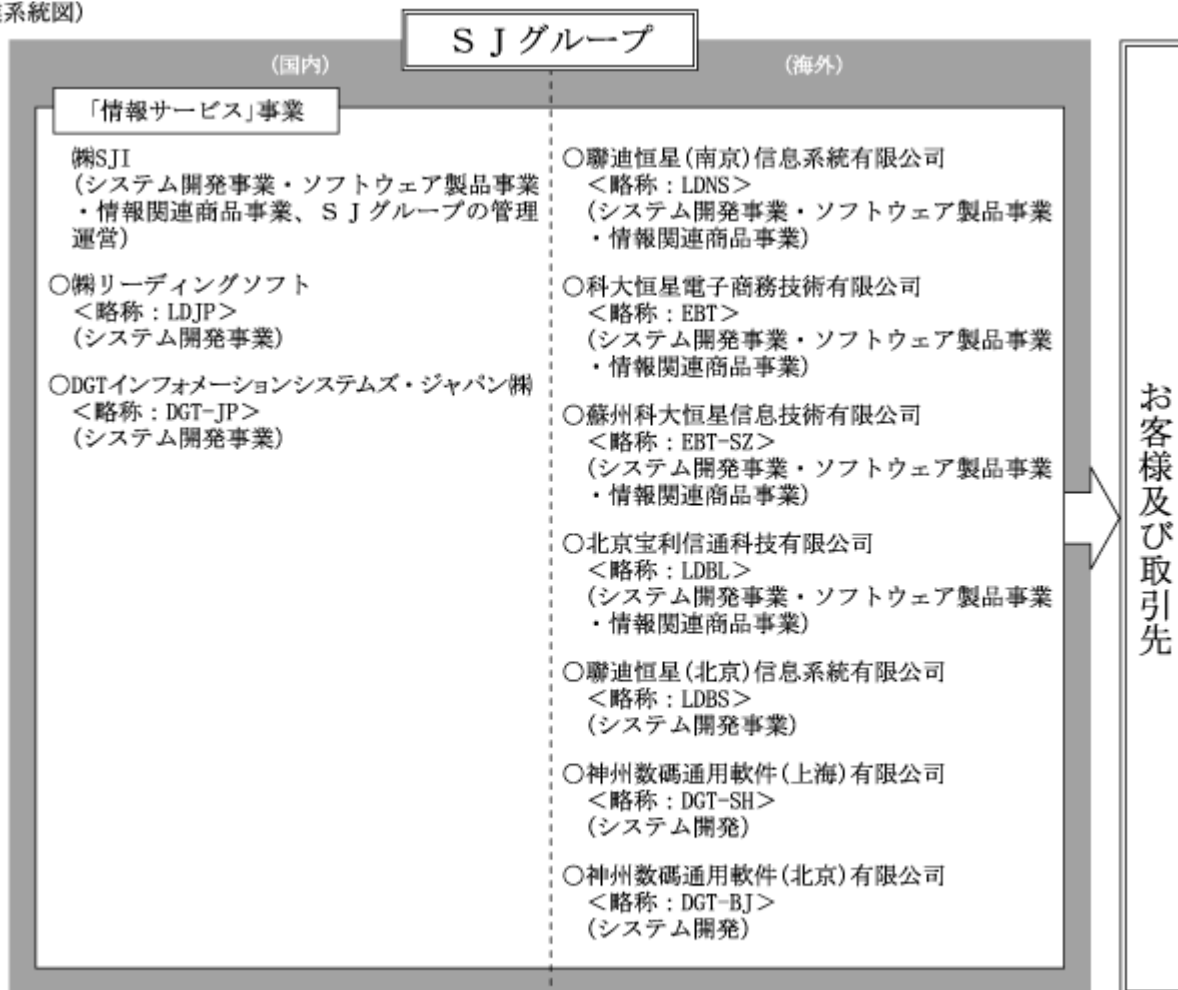 系統図)
ＳＪグループ
(国内)
(海外)
「情報サービス」事業
㈱SJI
(システム開発事業・ソフトウェア製品事業
・情報関連商品事業、ＳＪグループの管理
運営)
○㈱リーディングソフト
＜略称：LDJP＞
(システム開発事業)
○DGTインフォメーションシステムズ・ジャパン㈱
＜略称：DGT-JP＞
(システム開発事業)
○聯迪恒星(南京)信息系統有限公司
＜略称：LDNS＞
(システム開発事業・ソフトウェア製品事業
・情報関連商品事業)
○科大恒星電子商務技術有限公司
＜略称：EBT＞
(システム開発事業・ソフトウェア製品事業
・情報関連商品事業)
○蘇州科大恒星信息技術有限公司
＜略称：EBT-SZ＞
(システム開発事業・ソフトウェア製品事業
・情報関連商品事業)
○北京宝利信通科技有限公司
＜略称：LDBL＞
(システム開発事業・ソフトウェア製品事業
・情報関連商品事業)
○聯迪恒星(北京)信息系統有限公司
＜略称：LDBS＞
(システム開発事業)
○神州数碼通用軟件(上海)有限公司
＜略称：DGT-SH＞
(システム開発)
○神州数碼通用軟件(北京)有限公司
＜略称：DGT-BJ＞
(システム開発)
お客様及び取引先